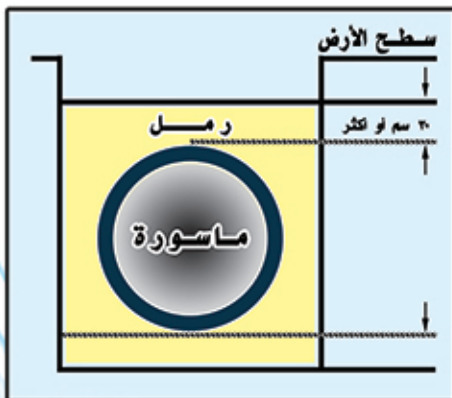 سطح الأرض
رمل
٣٠ سم أو أكثر
ماسورة